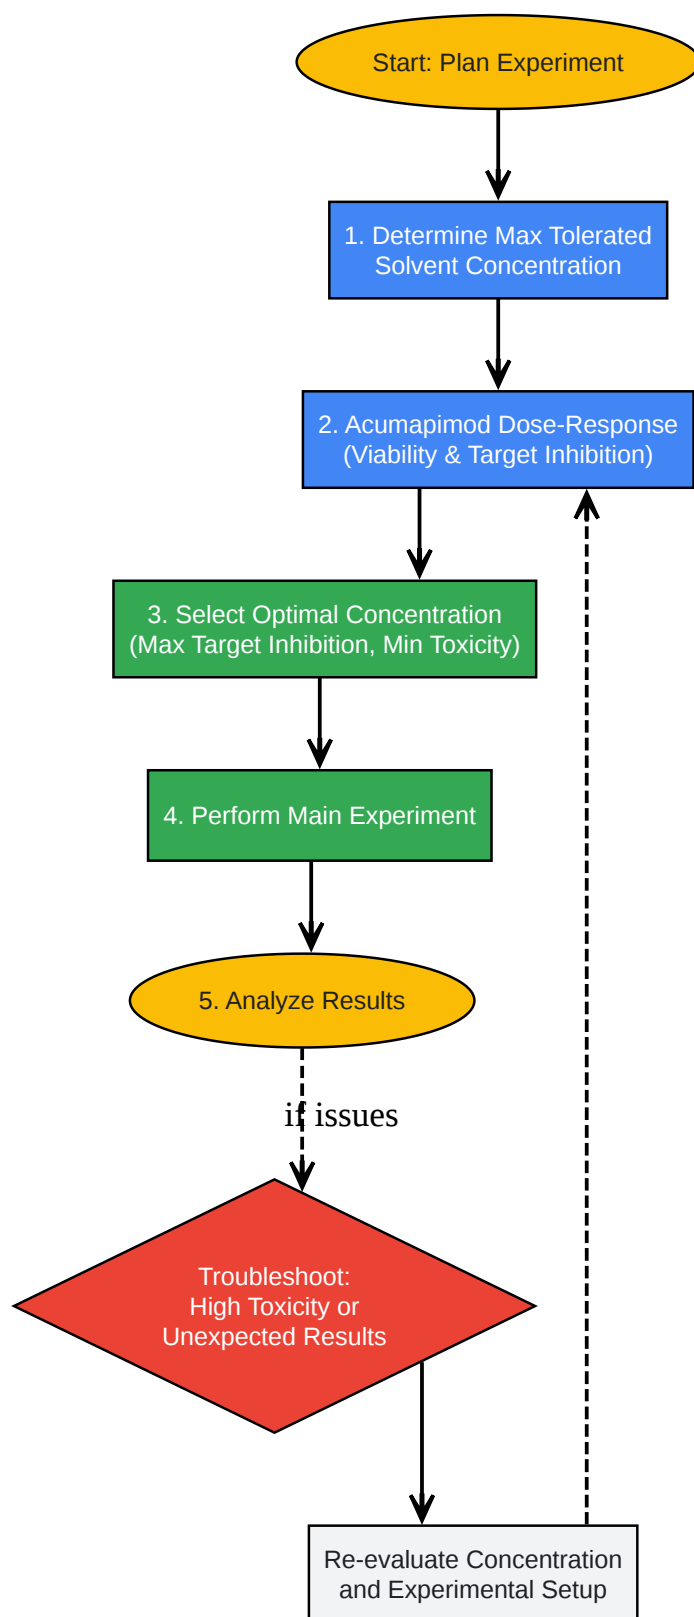 Start: Plan Experiment
1. Determine Max Tolerated
Solvent Concentration
2. Acumapimod Dose-Response
(Viability & Target Inhibition)
3. Select Optimal Concentration
(Max Target Inhibition, Min Toxicity)
4. Perform Main Experiment
5. Analyze Results
if issues
Troubleshoot:
High Toxicity or
Unexpected Results
Re-evaluate Concentration
and Experimental Setup